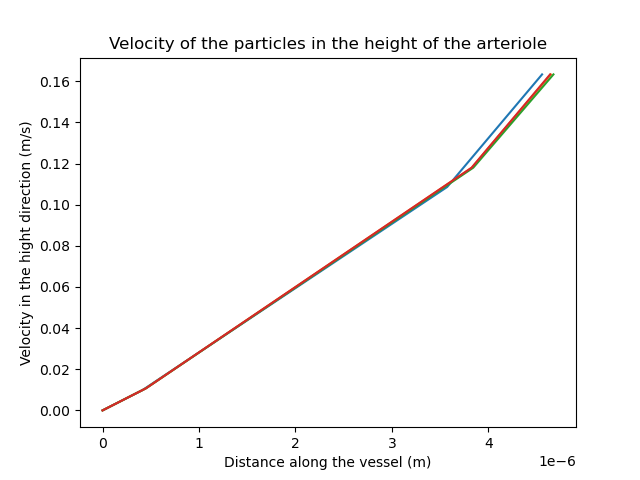 Velocity of the particles in the height of the arteriole
Velocity in the hight direction (m/s)
0.16
0.14
0.12
0.10
0.08
0.06
0.04
0.02
0.00
0 1 2 3 4
1e−6
Distance along the vessel (m)